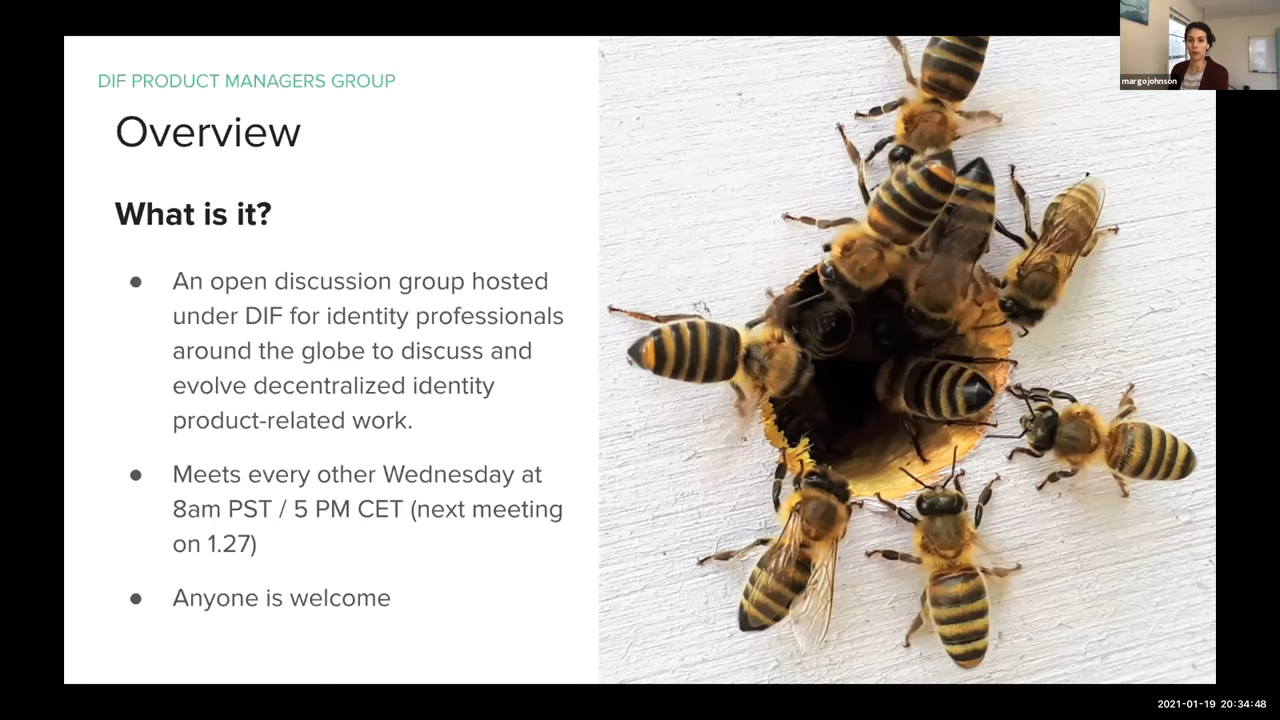 DIF PRODUCT MANAGERS GROUP
Overview
What is it?
● An open discussion group hosted
under DIF for identity professionals
around the globe to discuss and
evolve decentralized identity
product-related work.
● Meets every other Wednesday at
8am PST / 5 PM CET (next meeting
on 1.27)
● Anyone is welcome
margojohnson
2021-01-19 20:34:48